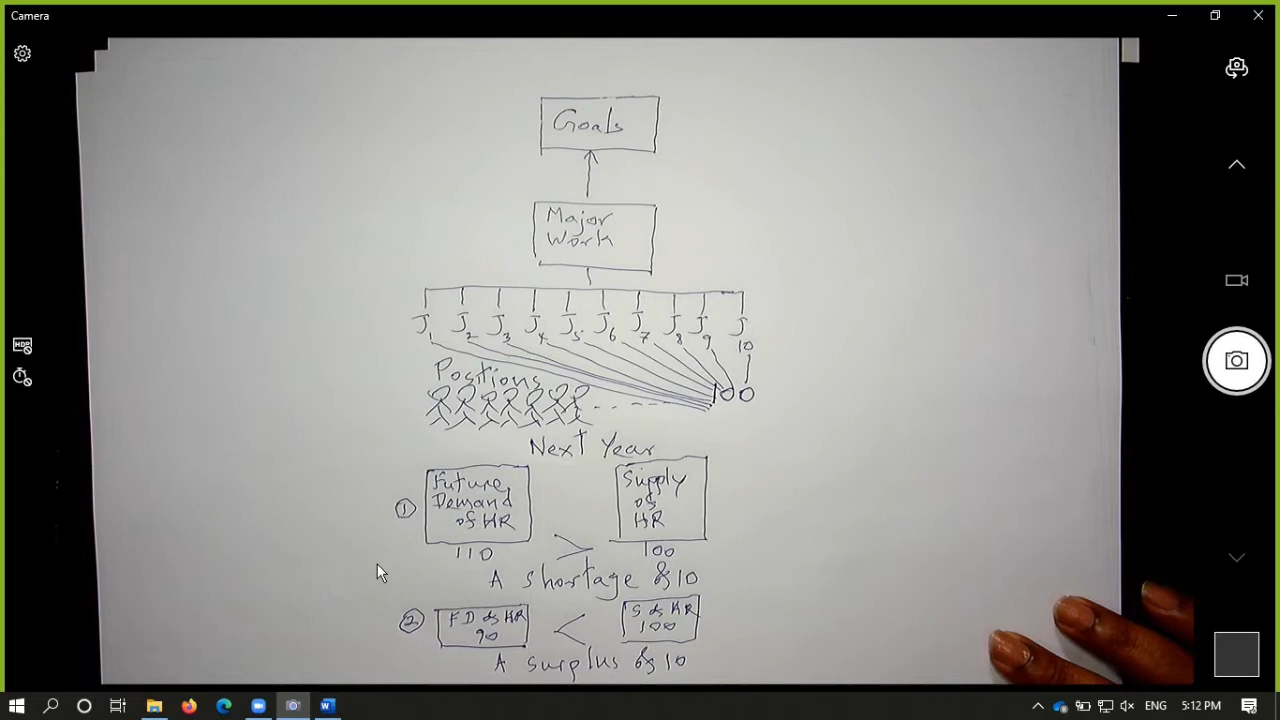 Camera
Goals
Major
Work
J1 J2 J3 J4 J5 J6 J7 J8 J9 J10
Positions
100
Next Year
1 Future Demand of HR
110
>
Supply of HR
100
A shortage of 10
2 FD of HR
90
<
S of HR
100
A surplus of 10
HDR
W
ENG
5:12 PM